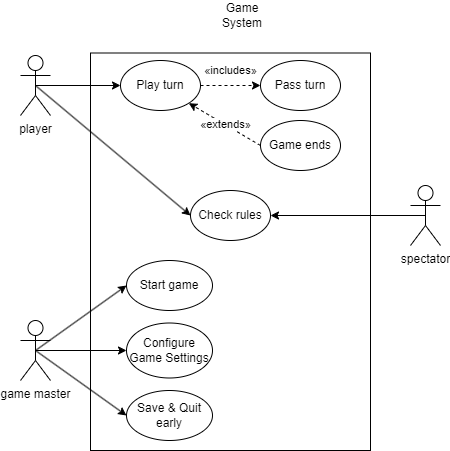 Game
System
«includes»
Play turn
Pass turn
«extends»
player
Game ends
Check rules
spectator
Start game
Configure
Game Settings
game master
Save & Quit
early